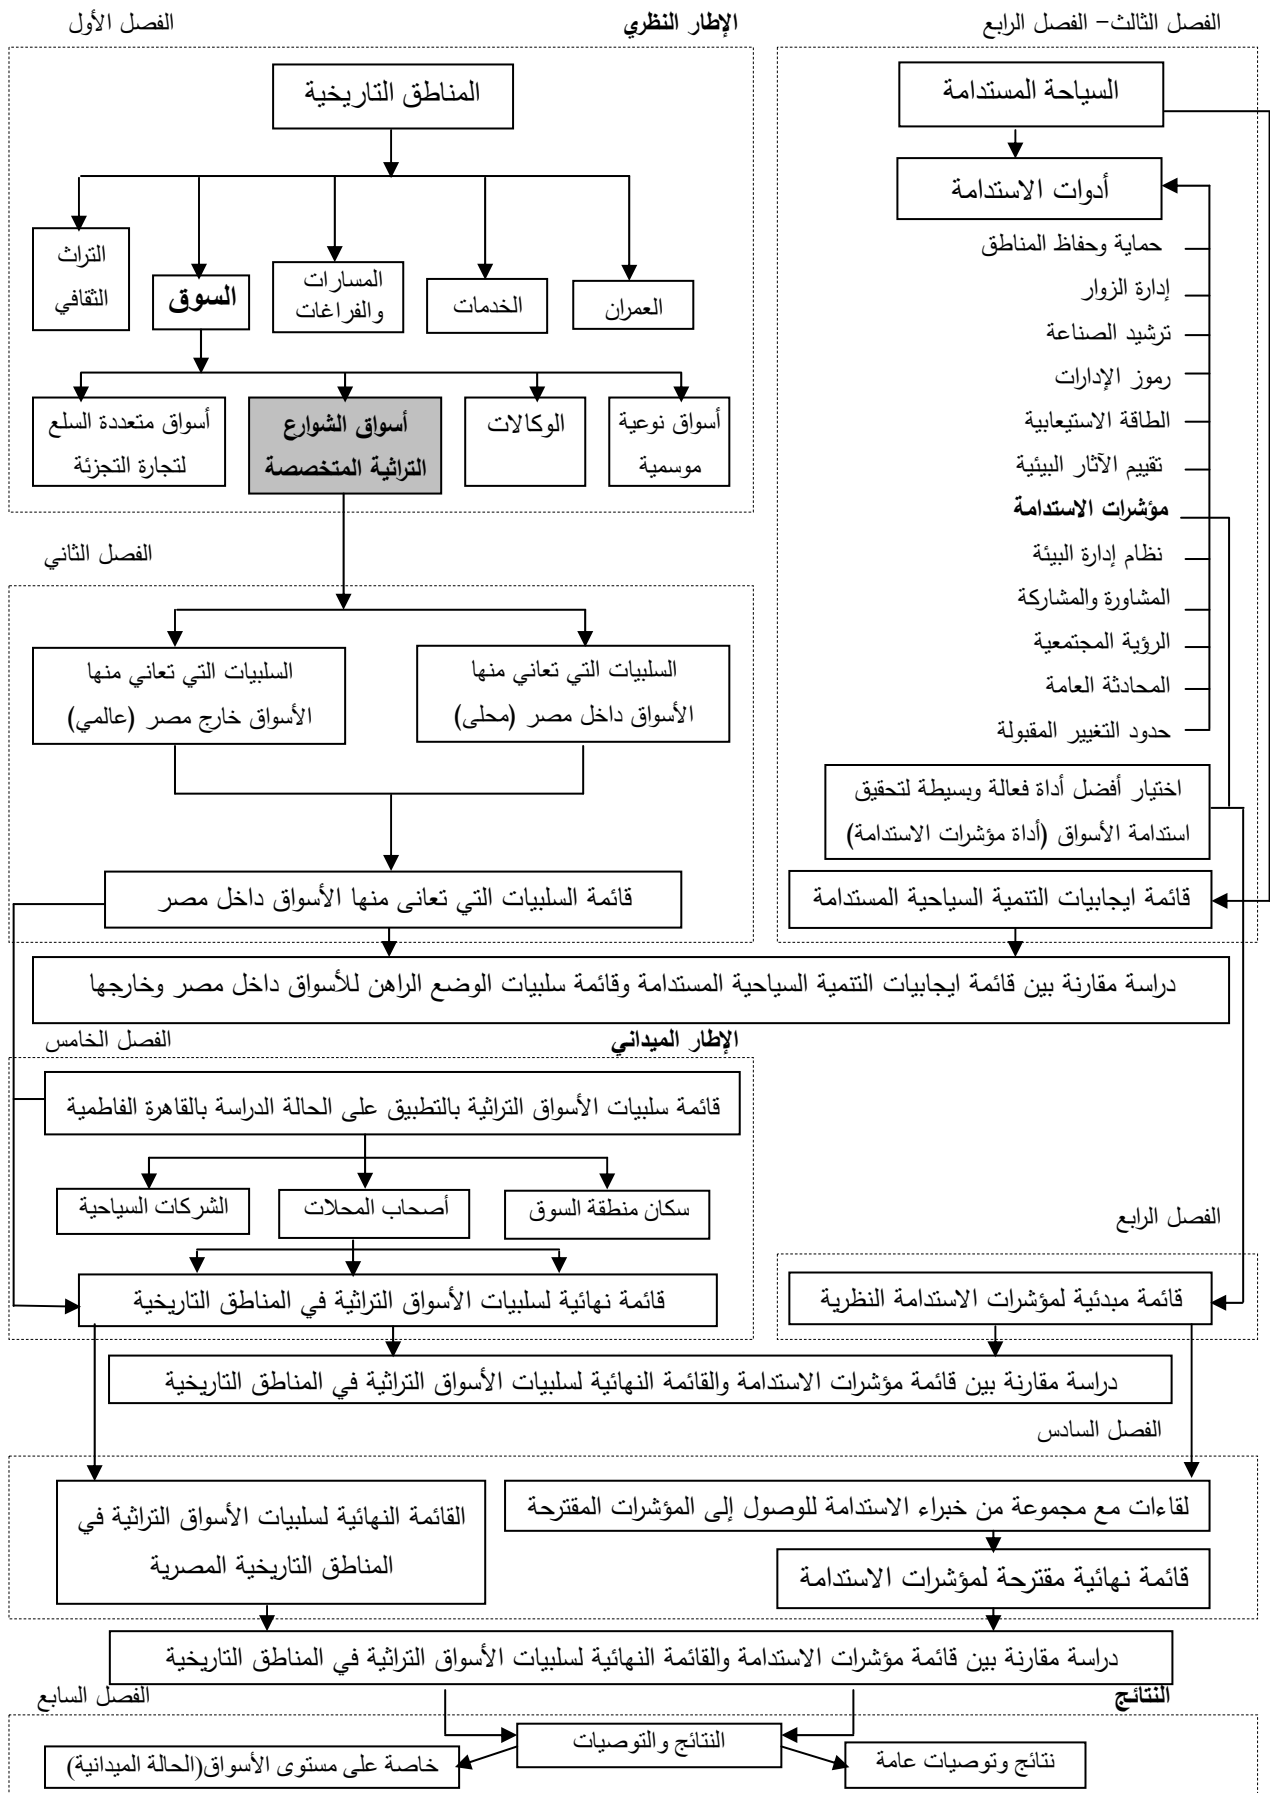 الفصل الثالث– الفصل الرابع
الإطار النظري
الفصل الأول
السياحة المستدامة
أدوات الاستدامة
حماية وحفاظ المناطق
إدارة الزوار
ترشيد الصناعة
رموز الإدارات
الطاقة الاستيعابية
تقييم الآثار البيئية
مؤشرات الاستدامة
نظام إدارة البيئة
المشاورة والمشاركة
الرؤية المجتمعية
المحادثة العامة
حدود التغيير المقبولة
اختيار أفضل أداة فعالة وبسيطة لتحقيق
استدامة الأسواق (أداة مؤشرات الاستدامة)
قائمة ايجابيات التنمية السياحية المستدامة
المناطق التاريخية
العمران
الخدمات
المسارات
والفراغات
السوق
التراث
الثقافي
أسواق نوعية
موسمية
الوكالات
أسواق الشوارع
التراثية المتخصصة
أسواق متعددة السلع
لتجارة التجزئة
الفصل الثاني
السلبيات التي تعاني منها
الأسواق داخل مصر (محلى)
السلبيات التي تعاني منها
الأسواق خارج مصر (عالمي)
قائمة السلبيات التي تعانى منها الأسواق داخل مصر
دراسة مقارنة بين قائمة ايجابيات التنمية السياحية المستدامة وقائمة سلبيات الوضع الراهن للأسواق داخل مصر وخارجها
الإطار الميداني
الفصل الخامس
قائمة سلبيات الأسواق التراثية بالتطبيق على الحالة الدراسة بالقاهرة الفاطمية
سكان منطقة السوق
أصحاب المحلات
الشركات السياحية
الفصل الرابع
قائمة مبدئية لمؤشرات الاستدامة النظرية
قائمة نهائية لسلبيات الأسواق التراثية في المناطق التاريخية
دراسة مقارنة بين قائمة مؤشرات الاستدامة والقائمة النهائية لسلبيات الأسواق التراثية في المناطق التاريخية
الفصل السادس
لقاءات مع مجموعة من خبراء الاستدامة للوصول إلى المؤشرات المقترحة
قائمة نهائية مقترحة لمؤشرات الاستدامة
القائمة النهائية لسلبيات الأسواق التراثية في
المناطق التاريخية المصرية
دراسة مقارنة بين قائمة مؤشرات الاستدامة والقائمة النهائية لسلبيات الأسواق التراثية في المناطق التاريخية
النتائج
الفصل السابع
النتائج والتوصيات
نتائج وتوصيات عامة
خاصة على مستوى الأسواق(الحالة الميدانية)